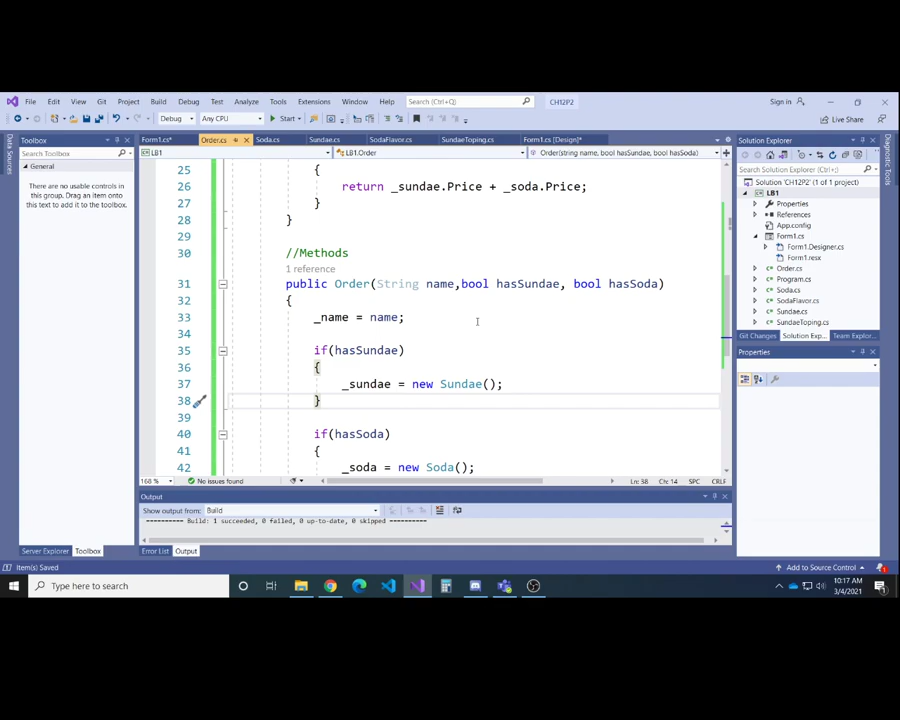 File Edit View Git Project Build Debug Test Analyze Tools Extensions Window Help Search (Ctrl+Q) CH12P2 Sign in
Debug Any CPU Start Live Share
Data Sources
Toolbox
Search Toolbox
General
There are no usable controls in this group. Drag an item onto this text to add it to the toolbox.
Form1.cs* Order.cs Soda.cs Sundae.cs SodaFlavor.cs SundaeToping.cs Form1.cs [Design]*
LB1 LB1.Order Order(string name, bool hasSundae, bool hasSoda)
25 {
26 return _sundae.Price + _soda.Price;
27 }
28 }
29
30 //Methods
1 reference
31 public Order(String name,bool hasSundae, bool hasSoda)
32 {
33 _name = name;
34
35 if(hasSundae)
36 {
37 _sundae = new Sundae();
38 }
39
40 if(hasSoda)
41 {
42 _soda = new Soda();
168 % No issues found Ln: 38 Ch: 14 SPC CRLF
Output
Show output from: Build
========== Build: 1 succeeded, 0 failed, 0 up-to-date, 0 skipped ==========
Server Explorer Toolbox
Error List Output
Solution Explorer
Search Solution Explorer (Ctrl+;)
Solution 'CH12P2' (1 of 1 project)
LB1
Properties
References
App.config
Form1.cs
Form1.Designer.cs
Form1.resx
Order.cs
Program.cs
Soda.cs
SodaFlavor.cs
Sundae.cs
SundaeToping.cs
Git Changes Solution Exp... Team Explor...
Properties
Diagnostic Tools
Item(s) Saved Add to Source Control 1
Type here to search
10:17 AM
3/4/2021